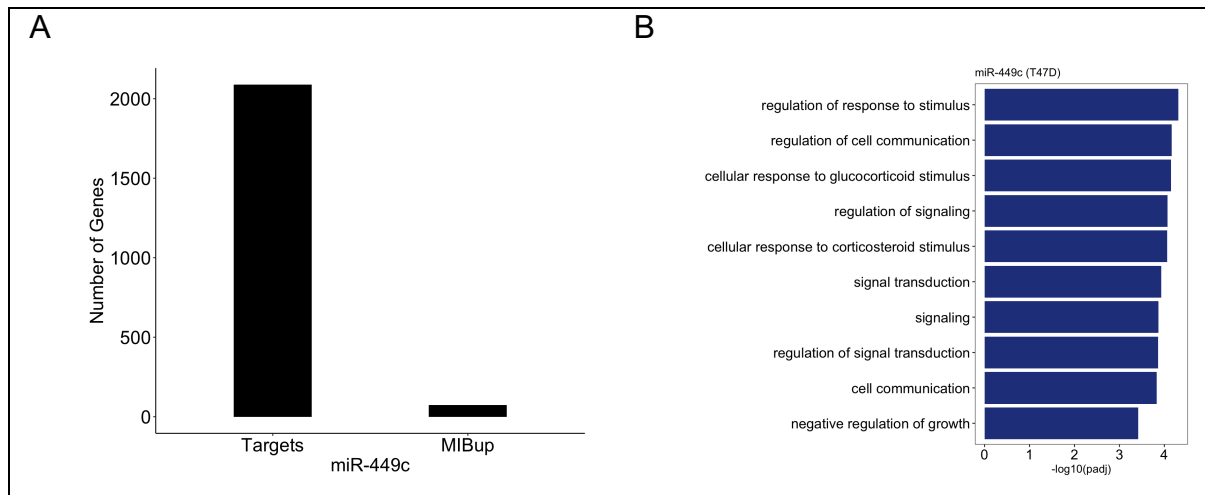 A
Number of Genes
2000
1500
1000
500
0
Targets
MIBup
miR-449c
B
miR-449c (T47D)
regulation of response to stimulus
regulation of cell communication
cellular response to glucocorticoid stimulus
regulation of signaling
cellular response to corticosteroid stimulus
signal transduction
signaling
regulation of signal transduction
cell communication
negative regulation of growth
0 1 2 3 4
-log10(padj)